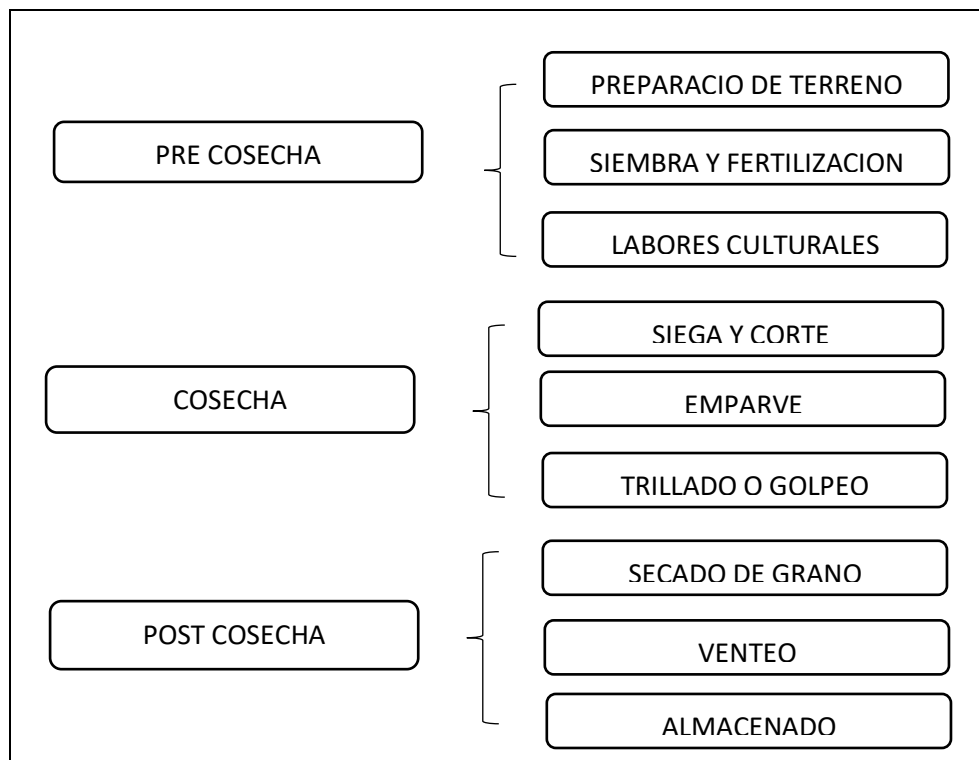 PRE COSECHA
PREPARACIO DE TERRENO
SIEMBRA Y FERTILIZACION
LABORES CULTURALES
COSECHA
SIEGA Y CORTE
EMPARVE
TRILLADO O GOLPEO
POST COSECHA
SECADO DE GRANO
VENTEO
ALMACENADO